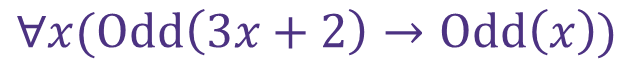 ∀x(Odd(3x + 2) → Odd(x))